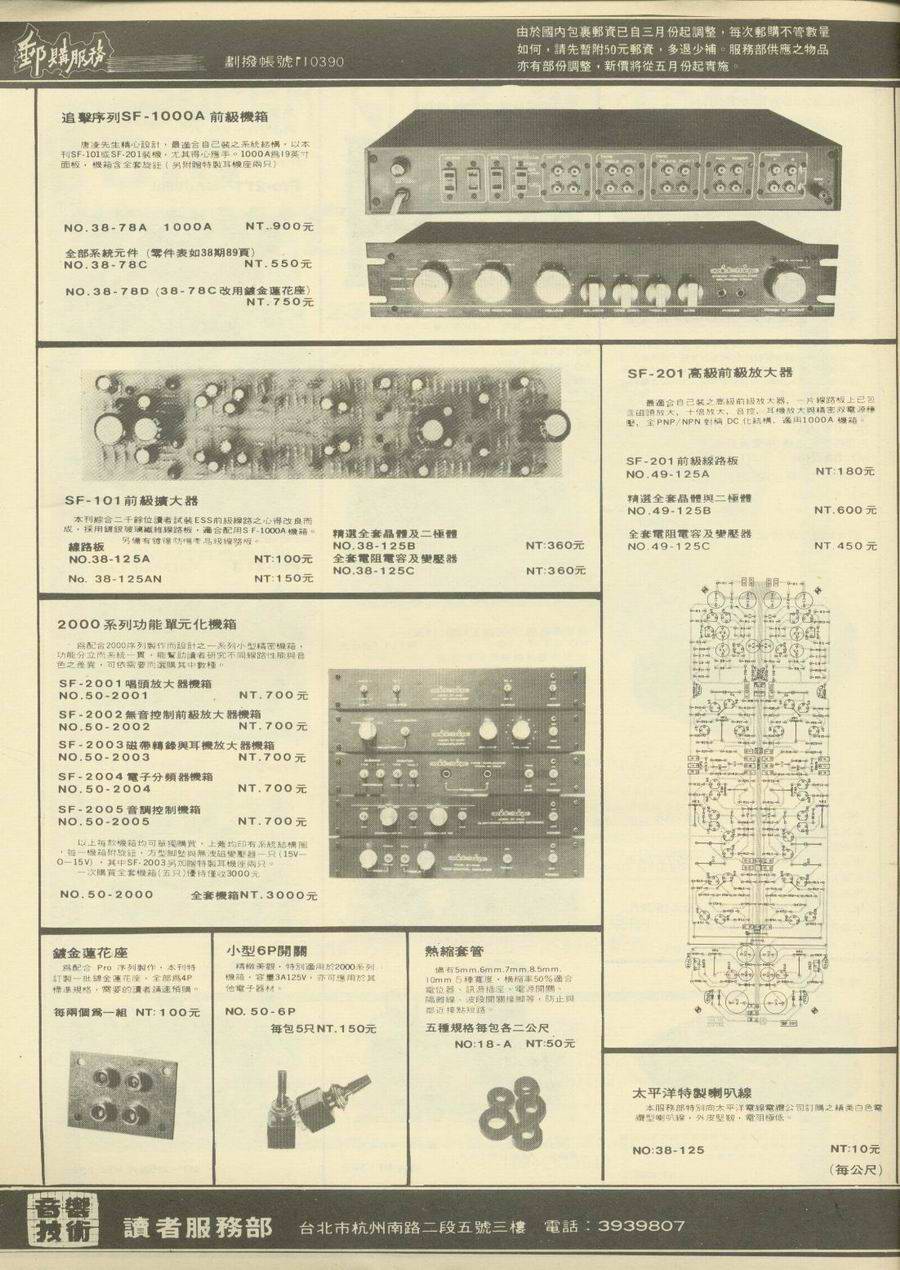 郵購服務
劃撥帳號110390
由於國內包裹郵資已自三月份起調整，每次郵購不管數量
如何，請先暫附50元郵資，多退少補。服務部供應之物品
亦有部份調整，新價將從五月份起實施。
追擊序列SF-1000A 前級機箱
唐凌先生精心設計，最適合自己裝之系統結構，以本
刊SF-101或SF-201裝機，尤其得心應手。1000A為19英寸
面板，機箱含全套旋鈕（另附贈特製耳機座兩只）
NO.38-78A 1000A NT.900元
全部系統元件（零件表如38期89頁）
NO.38-78C NT.550元
NO.38-78D（38-78C改用鍍金蓮花座）
NT.750元
SF-101前級擴大器
本刊綜合二千餘位讀者試裝ESS前級線路之心得改良而
成，採用鍍銀玻璃纖維線路板，適合配用SF-1000A機箱。
線路板
NO.38-125A NT:100元
No. 38-125AN NT:150元
精選全套晶體及二極體
NO.38-125B NT:360元
全套電阻電容及變壓器
NO.38-125C NT:360元
SF-201高級前級放大器
最適合自己裝之高級前級放大器，一片線路板上已包
含磁頭放大、十倍放大、音控、耳機放大與精密双電源穩
壓，全PNP/NPN對稱 DC化結構，適用1000A 機箱。
SF-201前級線路板
NO.49-125A NT:180元
精選全套晶體與二極體
NO.49-125B NT.600元
全套電阻電容及變壓器
NO.49-125C NT.450元
2000系列功能單元化機箱
為配合2000序列製作而設計之一系列小型精密機箱，
功能分立而系統一貫，能幫助讀者研究不同線路性能與音
色之差異，可依需要而選購其中數種。
SF-2001唱頭放大器機箱
NO.50-2001 NT.700元
SF-2002無音控制前級放大器機箱
NO.50-2002 NT.700元
SF-2003磁帶轉錄與耳機放大器機箱
NO.50-2003 NT.700元
SF-2004電子分頻器機箱
NO.50-2004 NT.700元
SF-2005音調控制機箱
NO.50-2005 NT.700元
以上每款機箱均可單獨購買，上蓋均印有系統結構圖
，每一機箱附旋鈕，方型腳墊與無波磁變壓器一只(15V—
0—15V），其中SF-2003另加贈特製耳機座兩只。
一次購買全套機箱(五只)優待僅收3000元
NO.50-2000 全套機箱NT.3000元
鍍金蓮花座
為配合 Pro 序列製作，本刊特
訂製一批鍍金蓮花座，全部為4P
標準規格，需要的讀者請速預購。
每兩個為一組 NT:100元
小型6P開關
精緻美觀，特別適用於2000系列
機箱，容量3A125V，亦可應用於其
他電子器材。
NO.50-6P
每包5只NT.150元
熱縮套管
備有5mm.6mm.7mm.8.5mm.
10mm 5種寬度，橫縮率50%適合
電位器、訊源插座、電源開關、
隔離線、波段開關接腳等，防止與
鄰近接點短路。
五種規格每包各二公尺
NO:18-A NT:50元
太平洋特製喇叭線
本服務部特別向太平洋電線電纜公司訂購之精美白色電
纜型喇叭線，外皮堅韌，電阻極低。
NO:38-125 NT:10元
(每公尺)
音響
技術
讀者服務部
台北市杭州南路二段五號三樓 電話：3939807